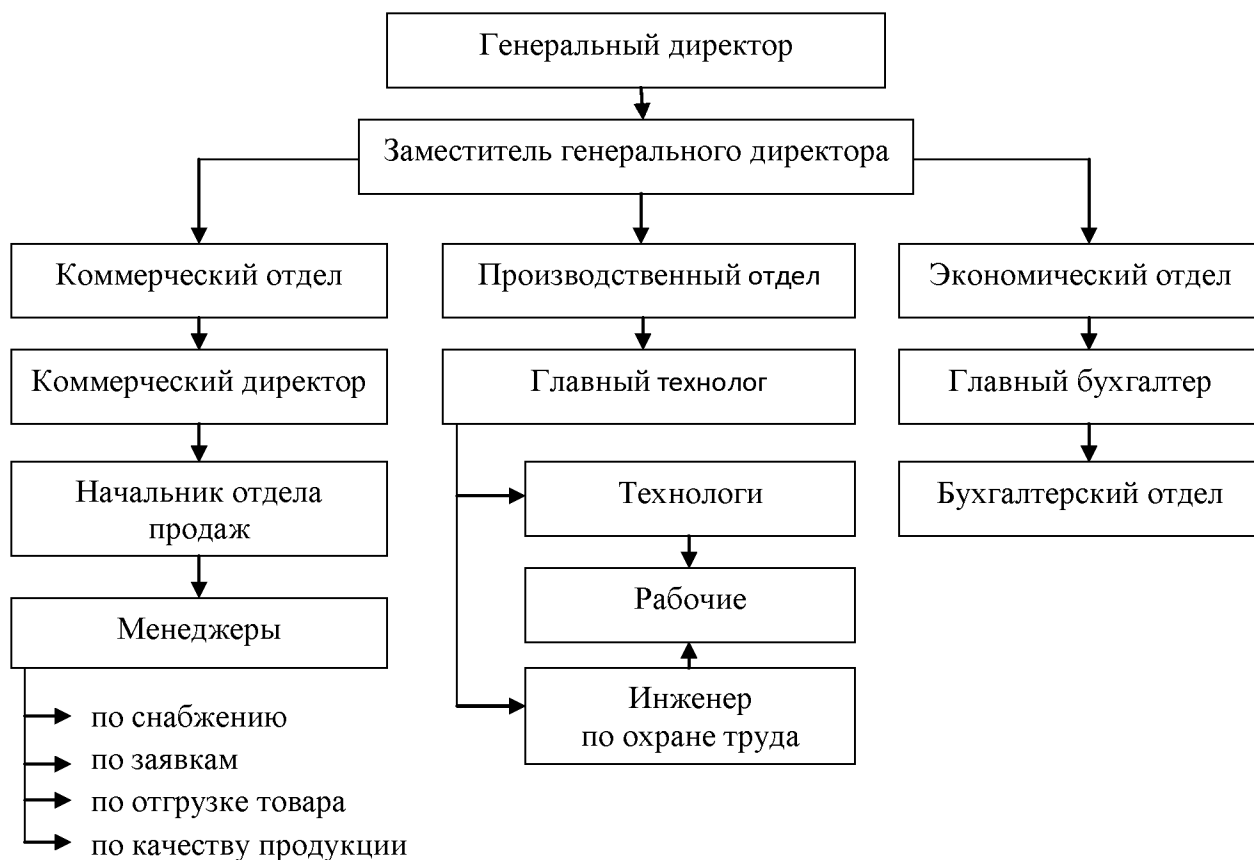 Генеральный директор
Заместитель генерального директора
Коммерческий отдел
Производственный отдел
Экономический отдел
Коммерческий директор
Главный технолог
Главный бухгалтер
Начальник отдела
продаж
Технологи
Бухгалтерский отдел
Рабочие
Менеджеры
Инженер
по охране труда
по снабжению
по заявкам
по отгрузке товара
по качеству продукции